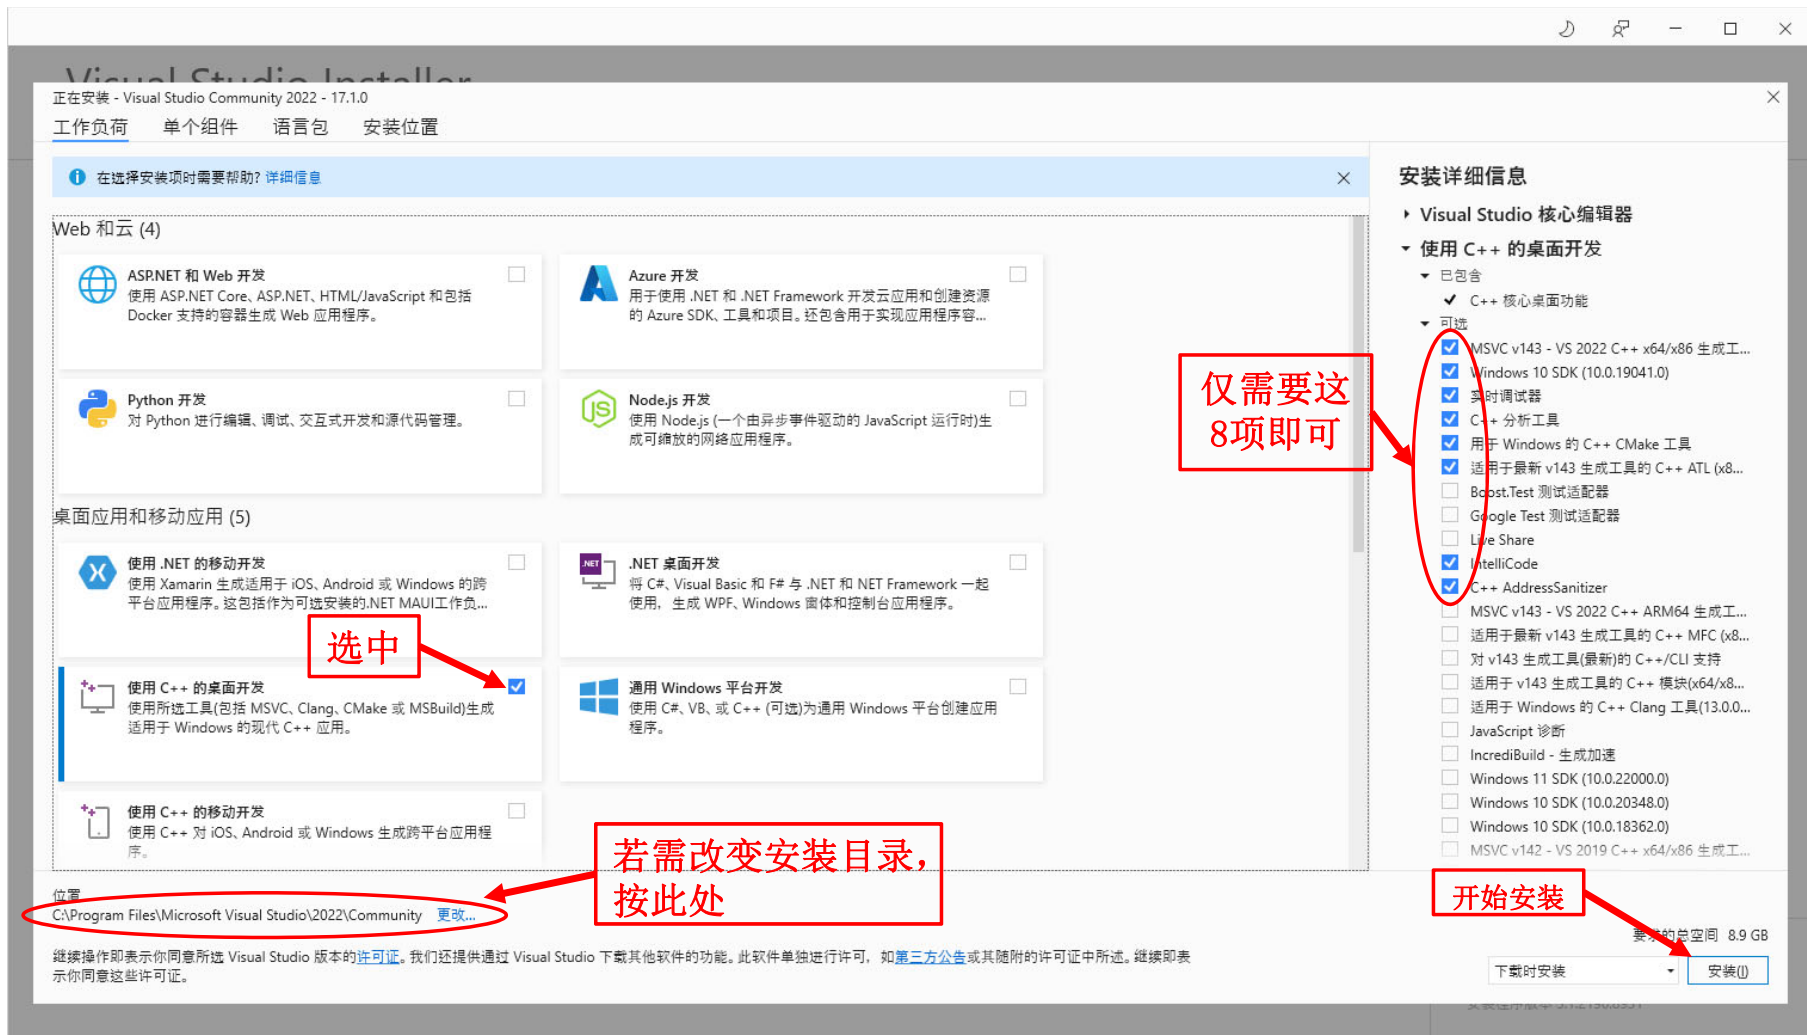 Visual Studio Installer
正在安装 - Visual Studio Community 2022 - 17.1.0
工作负荷 单个组件 语言包 安装位置
在选择安装项时需要帮助? 详细信息
Web 和云 (4)
ASP.NET 和 Web 开发
使用 ASP.NET Core、ASP.NET、HTML/JavaScript 和包括
Docker 支持的容器生成 Web 应用程序。
Azure 开发
用于使用 .NET 和 .NET Framework 开发云应用和创建资源
的 Azure SDK、工具和项目。还包含用于实现应用程序容...
Python 开发
对 Python 进行编辑、调试、交互式开发和源代码管理。
Node.js 开发
使用 Node.js (一个由异步事件驱动的 JavaScript 运行时)生
成可缩放的网络应用程序。
桌面应用和移动应用 (5)
使用 .NET 的移动开发
使用 Xamarin 生成适用于 iOS、Android 或 Windows 的跨
平台应用程序。这包括作为可选安装的.NET MAUI工作负...
.NET
.NET 桌面开发
将 C#、Visual Basic 和 F# 与 .NET 和 NET Framework 一起
使用，生成 WPF、Windows 窗体和控制台应用程序。
选中
使用 C++ 的桌面开发
使用所选工具(包括 MSVC、Clang、CMake 或 MSBuild)生成
适用于 Windows 的现代 C++ 应用。
通用 Windows 平台开发
使用 C#、VB、或 C++ (可选)为通用 Windows 平台创建应用
程序。
使用 C++ 的移动开发
使用 C++ 对 iOS、Android 或 Windows 生成跨平台应用程
序。
若需改变安装目录，
按此处
安装详细信息
Visual Studio 核心编辑器
使用 C++ 的桌面开发
已包含
C++ 核心桌面功能
可选
仅需要这
8项即可
MSVC v143 - VS 2022 C++ x64/x86 生成工...
Windows 10 SDK (10.0.19041.0)
实时调试器
C++ 分析工具
用于 Windows 的 C++ CMake 工具
适用于最新 v143 生成工具的 C++ ATL (x8...
Boost.Test 测试适配器
Google Test 测试适配器
Live Share
IntelliCode
C++ AddressSanitizer
MSVC v143 - VS 2022 C++ ARM64 生成工...
适用于最新 v143 生成工具的 C++ MFC (x8...
对 v143 生成工具(最新)的 C++/CLI 支持
适用于 v143 生成工具的 C++ 模块(x64/x8...
适用于 Windows 的 C++ Clang 工具(13.0.0...
JavaScript 诊断
IncrediBuild - 生成加速
Windows 11 SDK (10.0.22000.0)
Windows 10 SDK (10.0.20348.0)
Windows 10 SDK (10.0.18362.0)
MSVC v142 - VS 2019 C++ x64/x86 生成工...
位置
C:\Program Files\Microsoft Visual Studio\2022\Community 更改...
继续操作即表示你同意所选 Visual Studio 版本的许可证。我们还提供通过 Visual Studio 下载其他软件的功能。此软件单独进行许可，如第三方公告或其随附的许可证中所述。继续即表
示你同意这些许可证。
开始安装
要求的总空间 8.9 GB
下载时安装
安装(I)